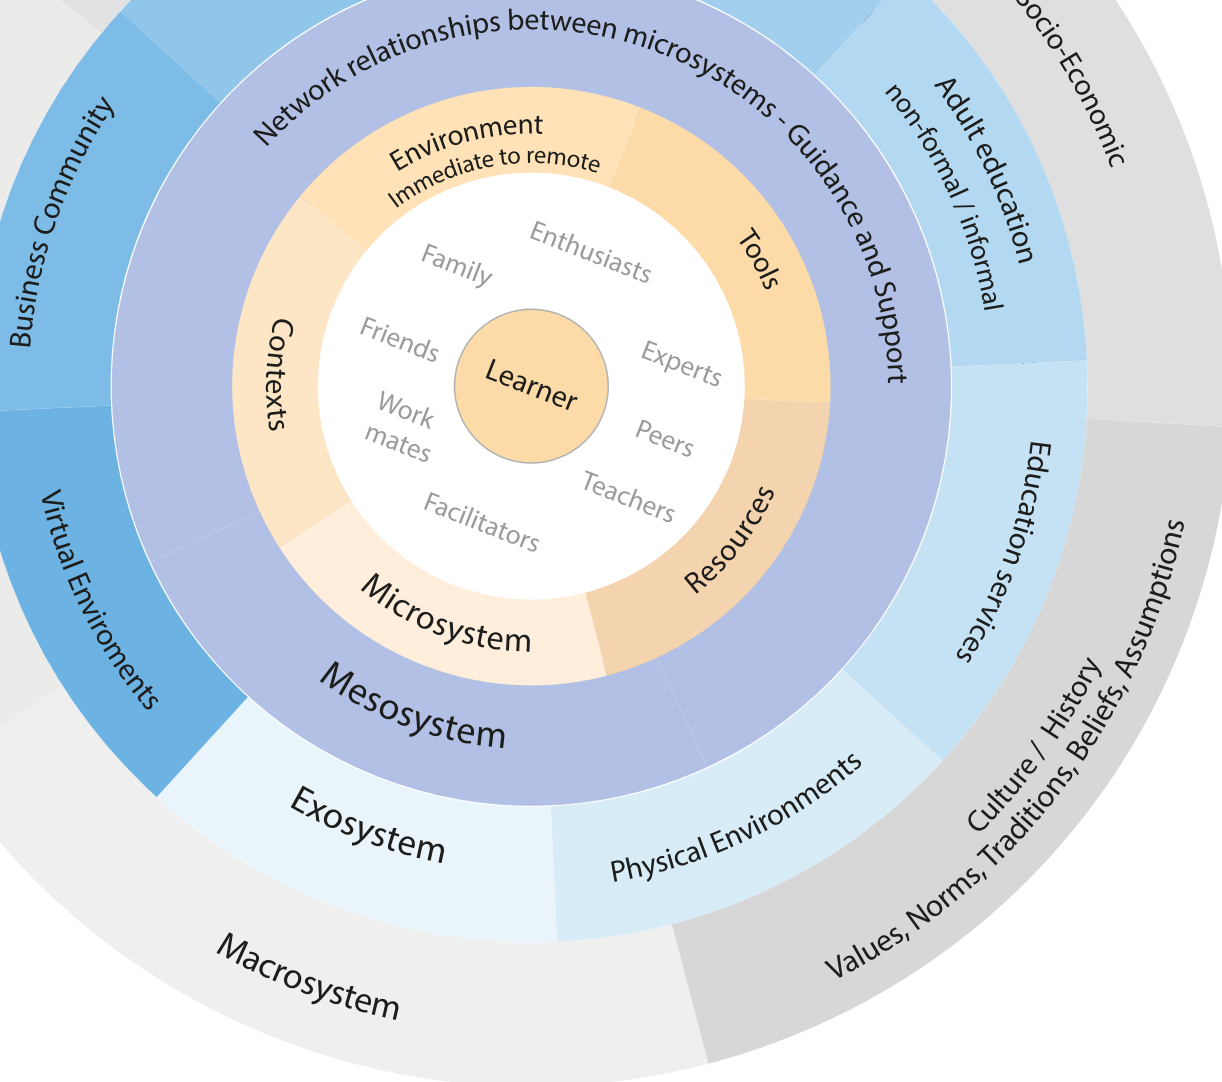 Socio-Economic
Network relationships between microsystems - Guidance and Support
Adult education
non-formal / informal
Business Community
Environment
Immediate to remote
Tools
Enthusiasts
Family
Friends
Experts
Contexts
Learner
Work
mates
Peers
Teachers
Facilitators
Resources
Education services
Virtual Enviroments
Microsystem
Mesosystem
Culture / History
Values, Norms, Traditions, Beliefs, Assumptions
Physical Environments
Exosystem
Macrosystem